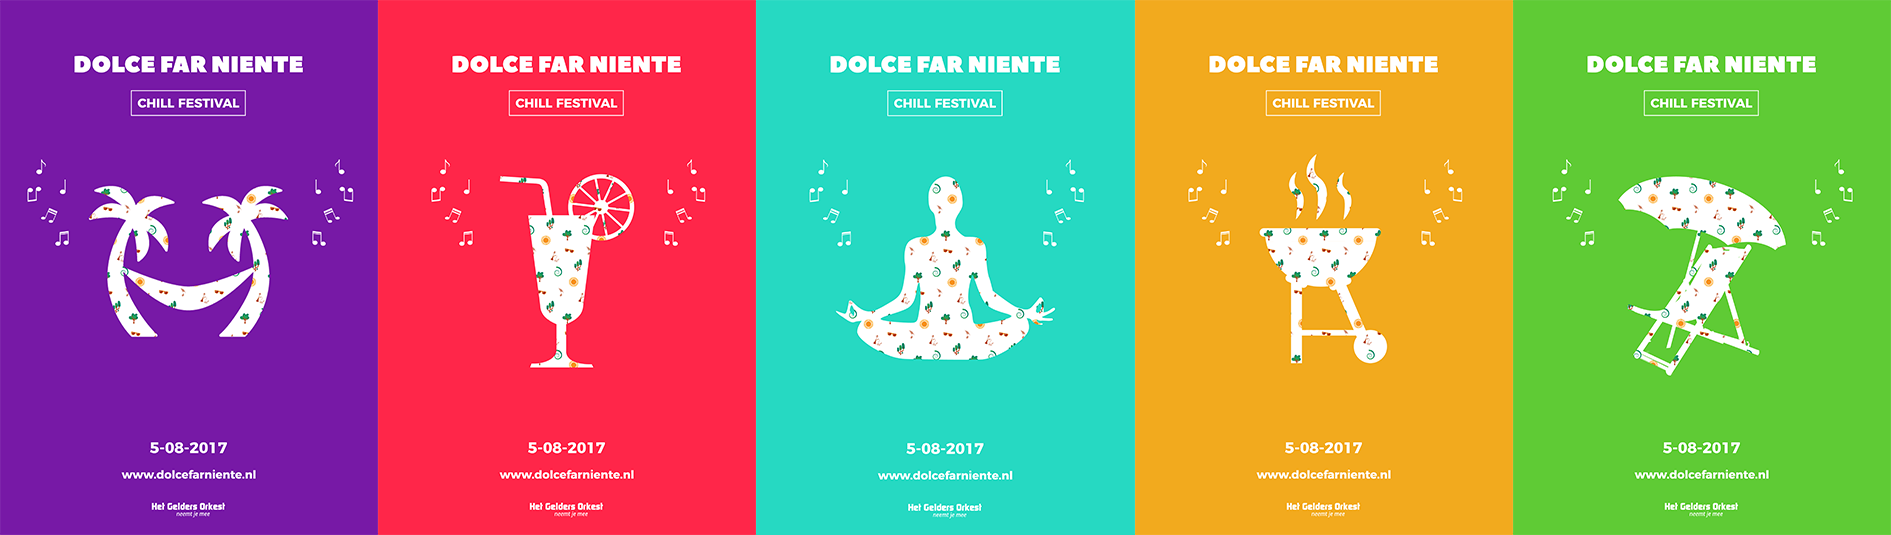 DOLCE FAR NIENTE
CHILL FESTIVAL
5-08-2017
www.dolcefarniente.nl
Het Gelders Orkest
neemt je mee
DOLCE FAR NIENTE
CHILL FESTIVAL
5-08-2017
www.dolcefarniente.nl
Het Gelders Orkest
neemt je mee
DOLCE FAR NIENTE
CHILL FESTIVAL
5-08-2017
www.dolcefarniente.nl
Het Gelders Orkest
neemt je mee
DOLCE FAR NIENTE
CHILL FESTIVAL
5-08-2017
www.dolcefarniente.nl
Het Gelders Orkest
neemt je mee
DOLCE FAR NIENTE
CHILL FESTIVAL
5-08-2017
www.dolcefarniente.nl
Het Gelders Orkest
neemt je mee